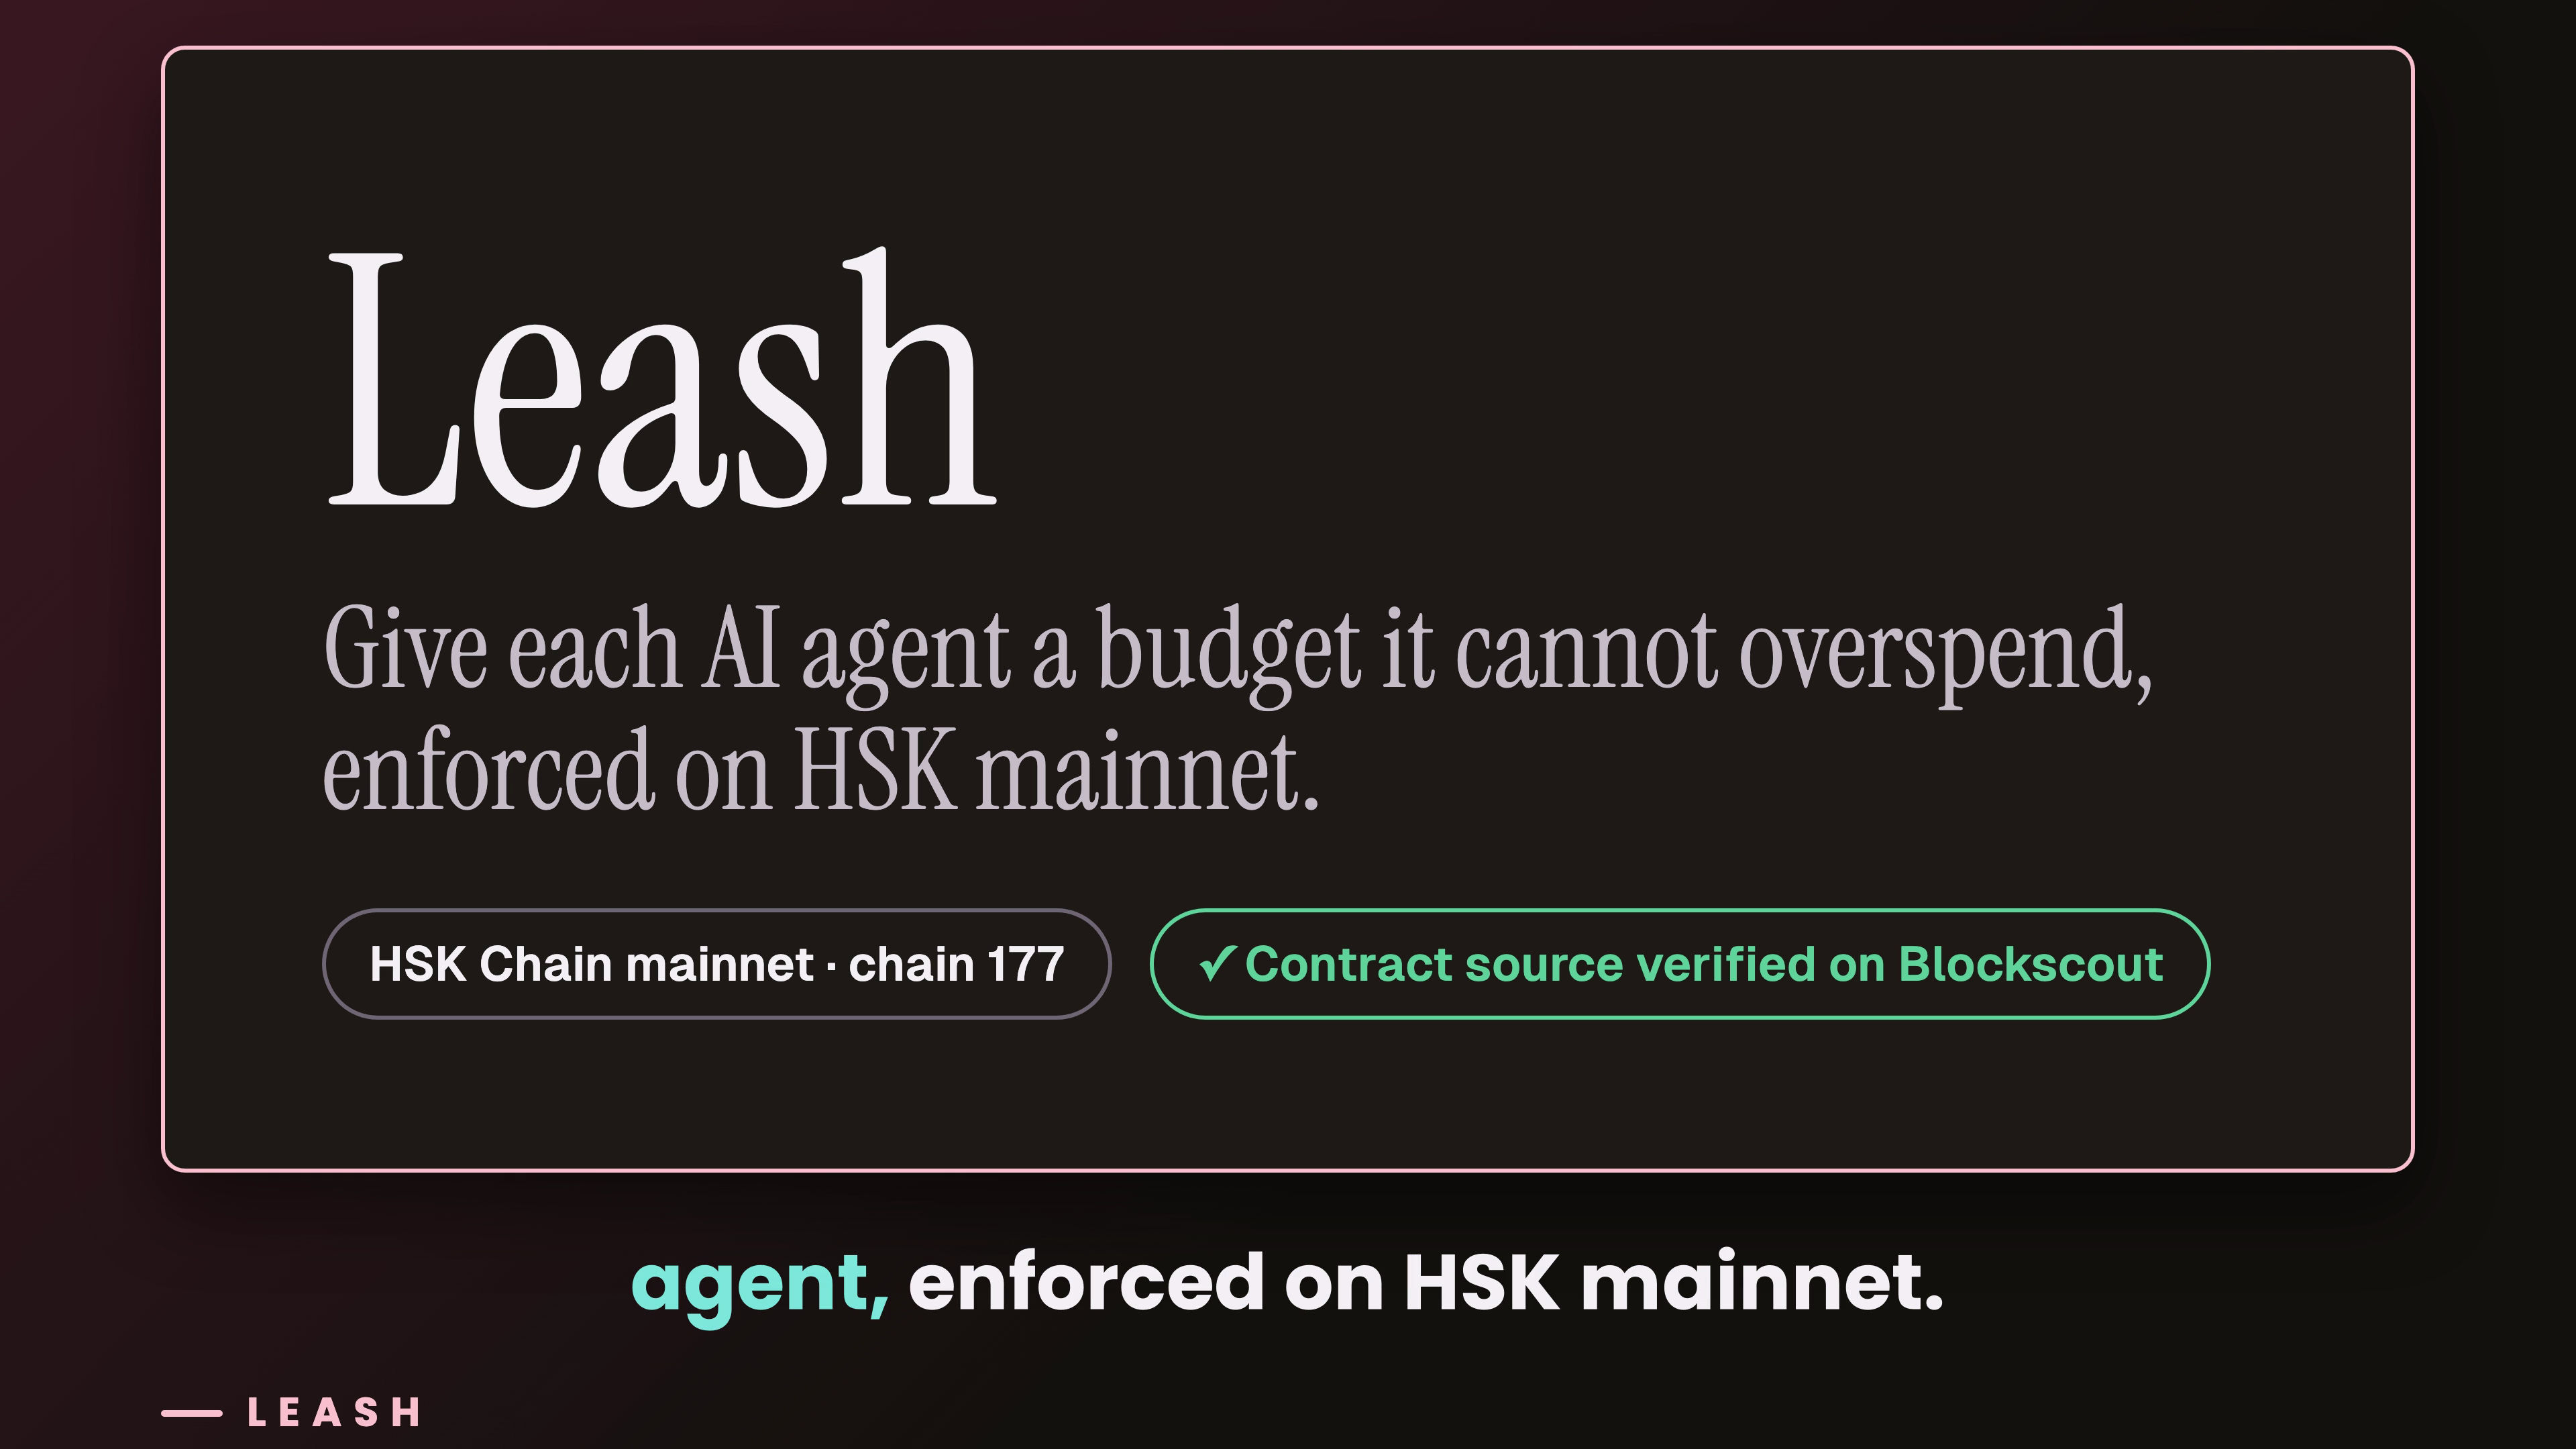 Leash
Give each AI agent a budget it cannot overspend,
enforced on HSK mainnet.
HSK Chain mainnet · chain 177
✓ Contract source verified on Blockscout
agent, enforced on HSK mainnet.
LEASH